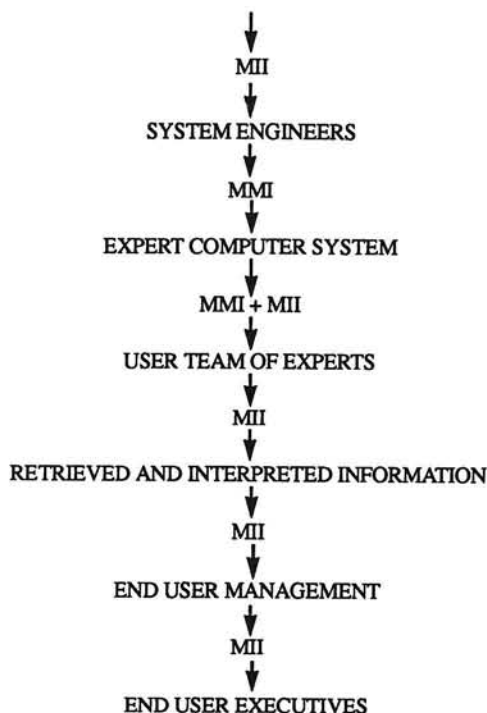 MII
SYSTEM ENGINEERS
MMI
EXPERT COMPUTER SYSTEM
MMI + MII
USER TEAM OF EXPERTS
MII
RETRIEVED AND INTERPRETED INFORMATION
MII
END USER MANAGEMENT
MII
END USER EXECUTIVES